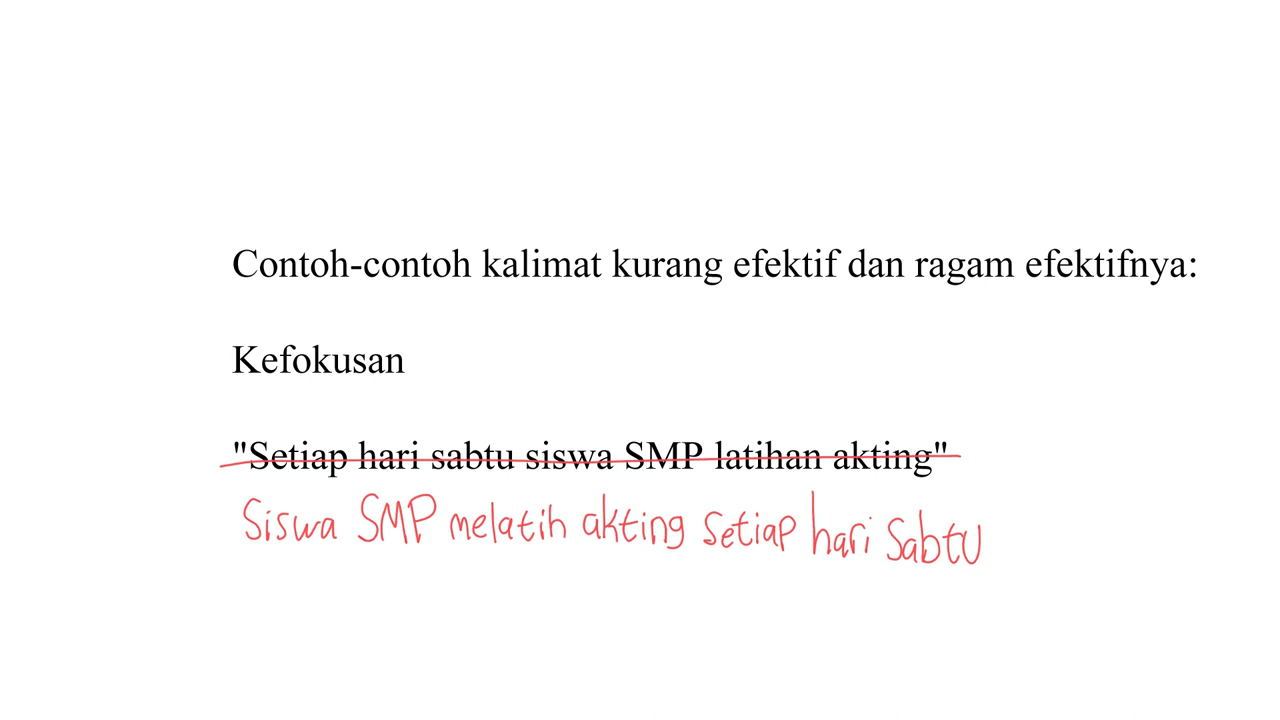 Contoh-contoh kalimat kurang efektif dan ragam efektifnya:
Kefokusan
"Setiap hari sabtu siswa SMP latihan akting"
Siswa SMP melatih akting setiap hari Sabtu